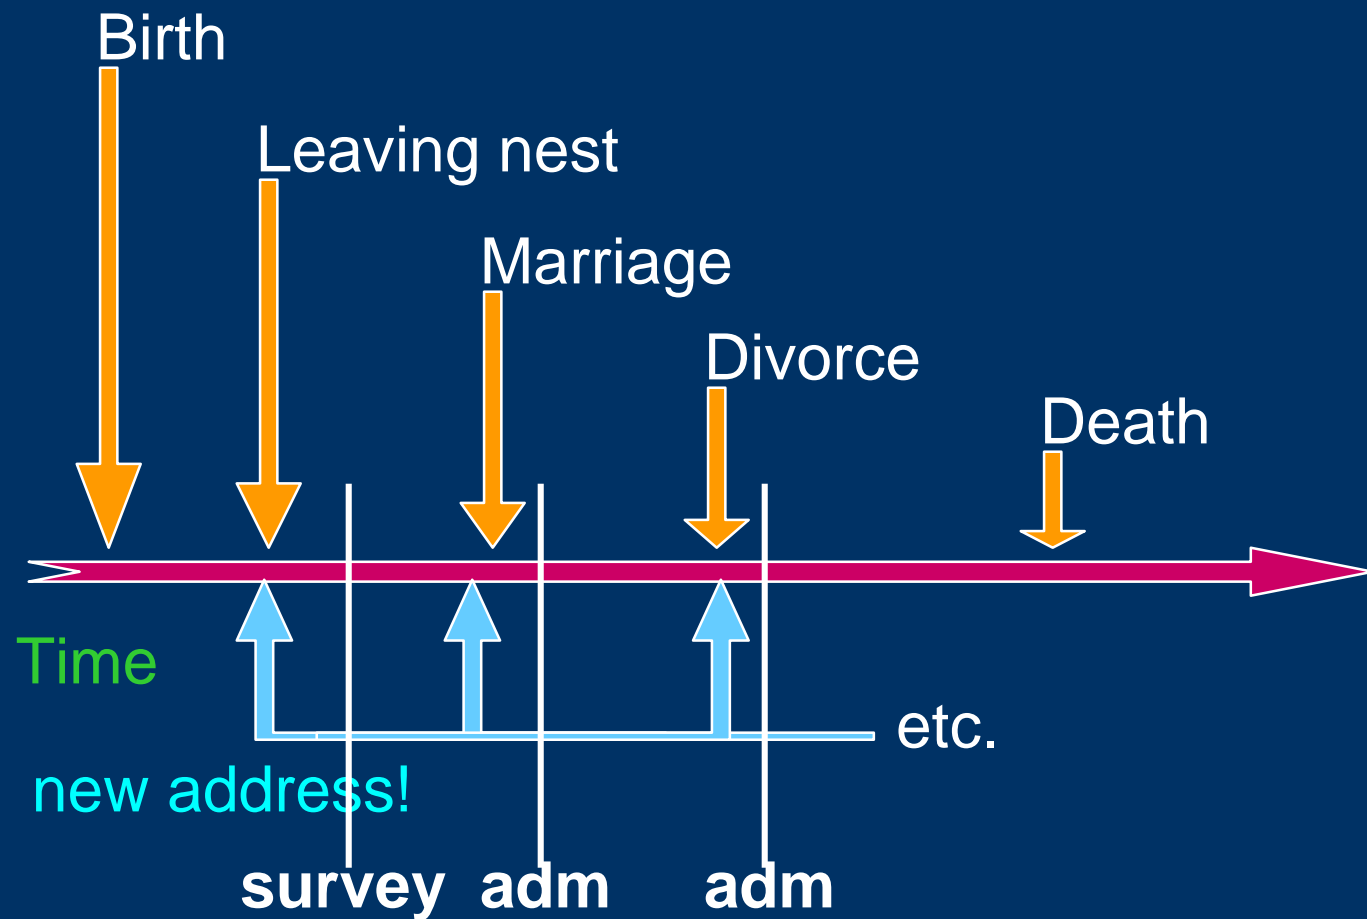 Birth
Leaving nest
Marriage
Divorce
Death
Time
etc.
new address!
survey adm adm